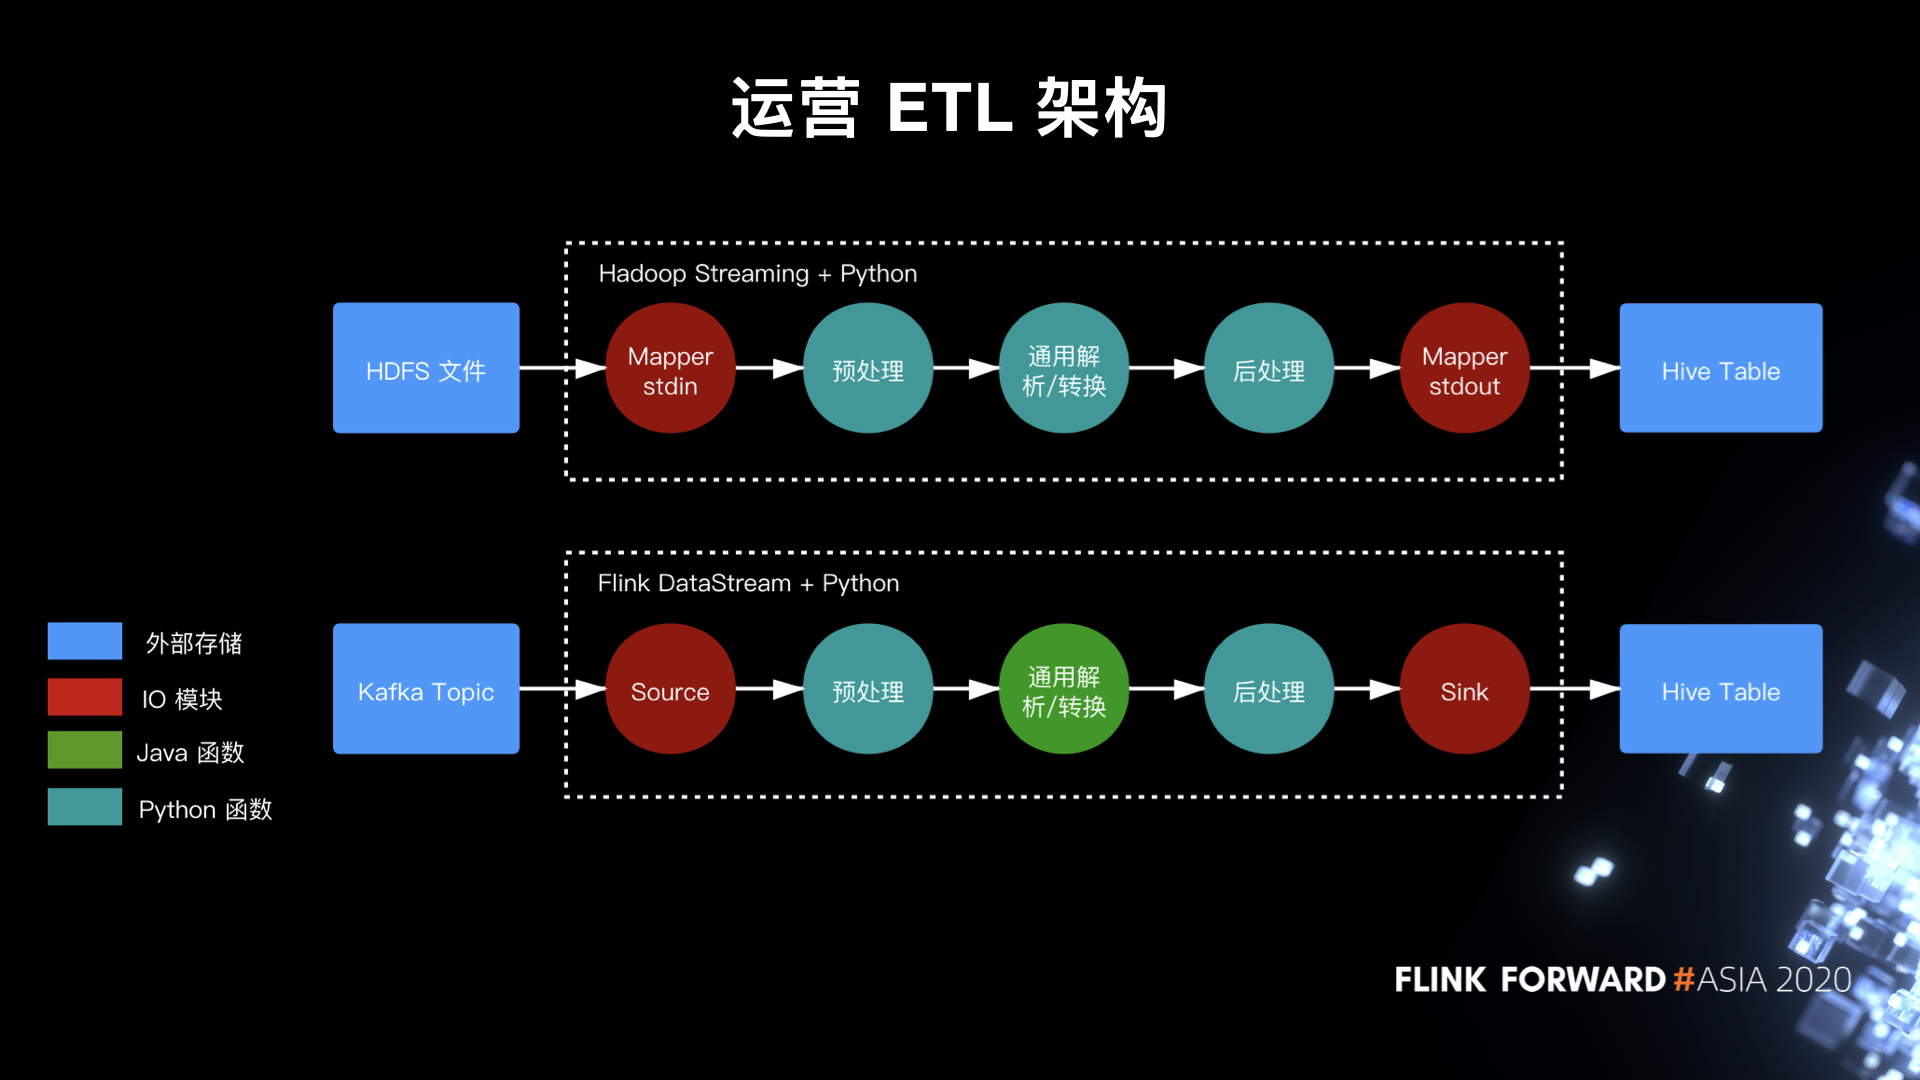 运营 ETL 架构
Hadoop Streaming + Python
HDFS 文件
Mapper
stdin
预处理
通用解
析/转换
后处理
Mapper
stdout
Hive Table
Flink DataStream + Python
Kafka Topic
Source
预处理
通用解
析/转换
后处理
Sink
Hive Table
外部存储
IO 模块
Java 函数
Python 函数
FLINK FORWARD #ASIA 2020